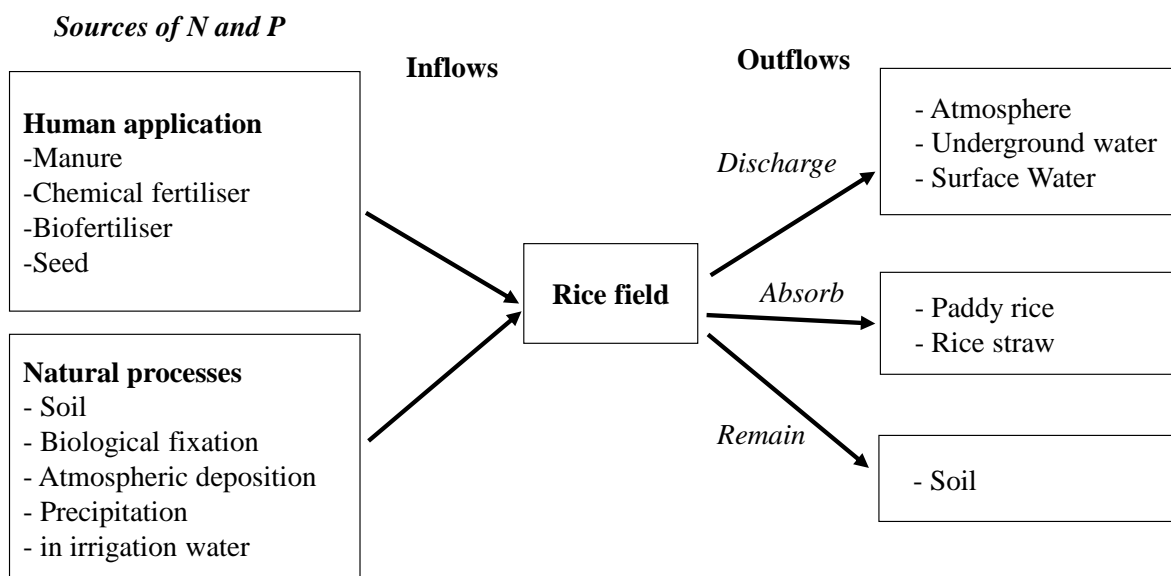 Sources of N and P
Inflows
Outflows
Human application
-Manure
-Chemical fertiliser
-Biofertiliser
-Seed
Natural processes
- Soil
- Biological fixation
- Atmospheric deposition
- Precipitation
- in irrigation water
Rice field
Discharge
Absorb
Remain
- Atmosphere
- Underground water
- Surface Water
- Paddy rice
- Rice straw
- Soil